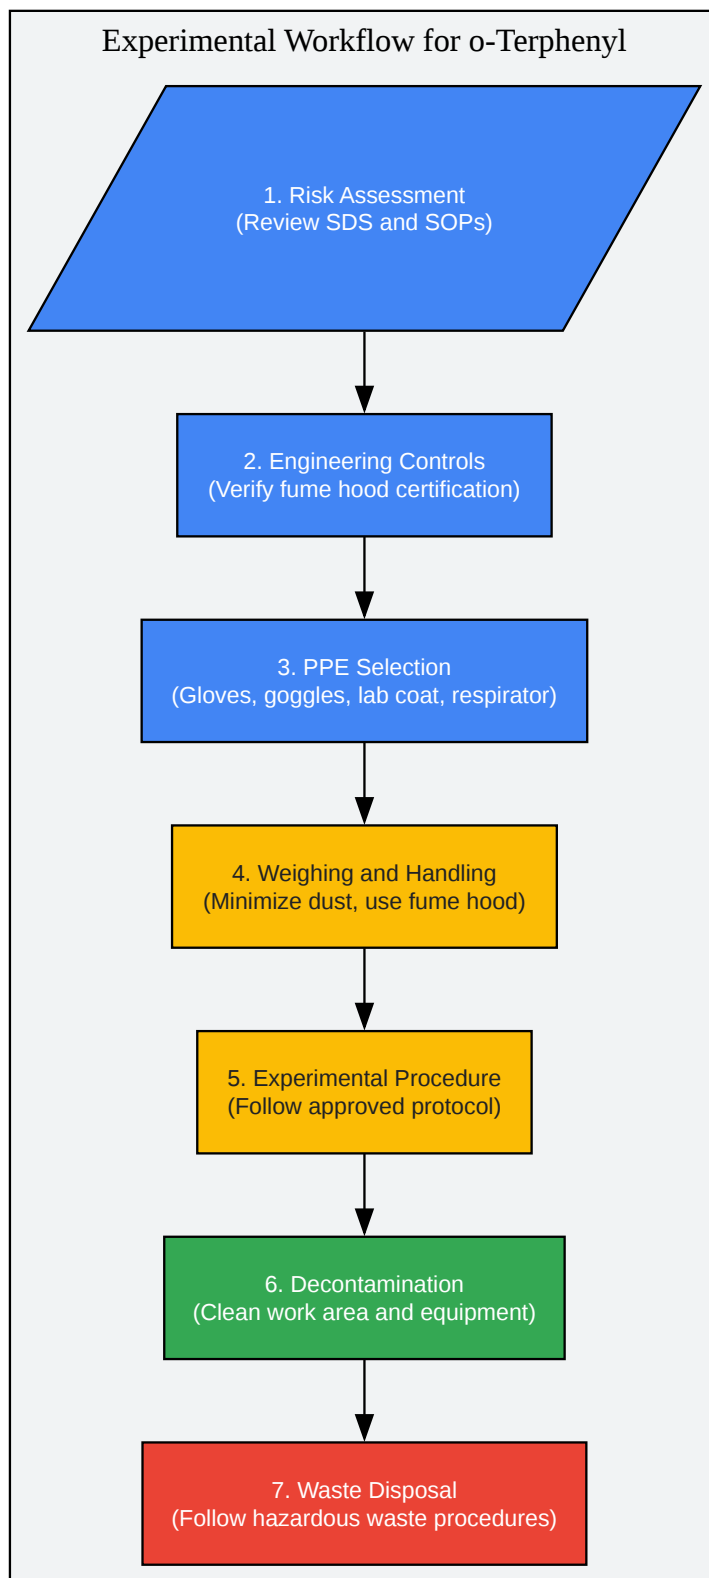 Experimental Workflow for o-Terphenyl
1. Risk Assessment
(Review SDS and SOPs)
2. Engineering Controls
(Verify fume hood certification)
3. PPE Selection
(Gloves, goggles, lab coat, respirator)
4. Weighing and Handling
(Minimize dust, use fume hood)
5. Experimental Procedure
(Follow approved protocol)
6. Decontamination
(Clean work area and equipment)
7. Waste Disposal
(Follow hazardous waste procedures)